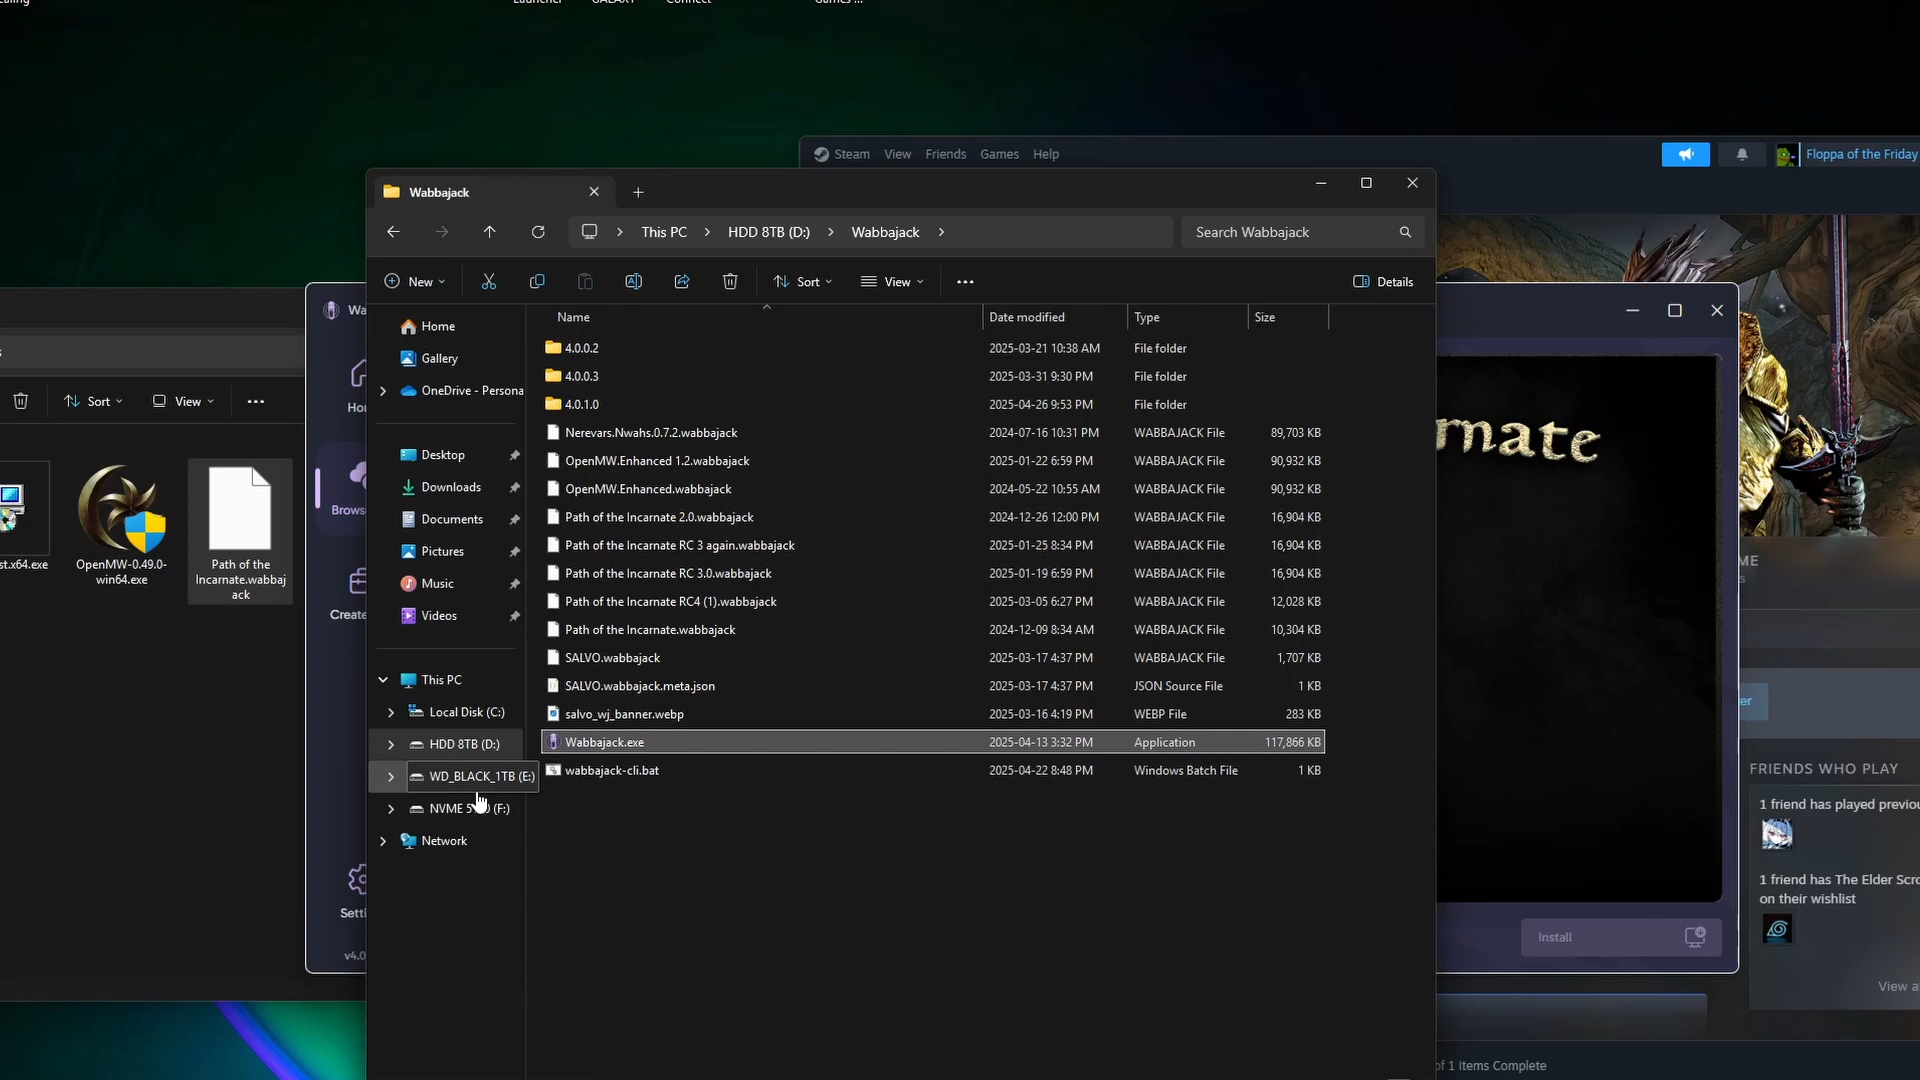 Steam View Friends Games Help
Floppa of the Friday
Wabbajack
This PC > HDD 8TB (D:) > Wabbajack >
Search Wabbajack
New Sort View Details
Name Date modified Type Size
4.0.0.2 2025-03-21 10:38 AM File folder
4.0.0.3 2025-03-31 9:30 PM File folder
4.0.1.0 2025-04-26 9:53 PM File folder
Nerevars.Nwahs.0.7.2.wabbajack 2024-07-16 10:31 PM WABBAJACK File 89,703 KB
OpenMW.Enhanced 1.2.wabbajack 2025-01-22 6:59 PM WABBAJACK File 90,932 KB
OpenMW.Enhanced.wabbajack 2024-05-22 10:55 AM WABBAJACK File 90,932 KB
Path of the Incarnate 2.0.wabbajack 2024-12-26 12:00 PM WABBAJACK File 16,904 KB
Path of the Incarnate RC 3 again.wabbajack 2025-01-25 8:34 PM WABBAJACK File 16,904 KB
Path of the Incarnate RC 3.0.wabbajack 2025-01-19 6:59 PM WABBAJACK File 16,904 KB
Path of the Incarnate RC4 (1).wabbajack 2025-03-05 6:27 PM WABBAJACK File 12,028 KB
Path of the Incarnate.wabbajack 2024-12-09 8:34 AM WABBAJACK File 10,304 KB
SALVO.wabbajack 2025-03-17 4:37 PM WABBAJACK File 1,707 KB
SALVO.wabbajack.meta.json 2025-03-17 4:37 PM JSON Source File 1 KB
salvo_wj_banner.webp 2025-03-16 4:19 PM WEBP File 283 KB
Wabbajack.exe 2025-04-13 3:32 PM Application 117,866 KB
wabbajack-cli.bat 2025-04-22 8:48 PM Windows Batch File 1 KB
Home
Gallery
OneDrive - Persona
Desktop
Downloads
Documents
Pictures
Music
Videos
This PC
Local Disk (C:)
HDD 8TB (D:)
WD_BLACK_1TB (E:)
NVME (F:)
Network
Sort View
st.x64.exe
OpenMW-0.49.0-
win64.exe
Path of the
Incarnate.wabbaj
ack
Wa
Ho
Brows
Create
Setti
v4.0
rnate
Install
ME
s
er
FRIENDS WHO PLAY
1 friend has played previou
1 friend has The Elder Scro
on their wishlist
View a
of 1 Items Complete